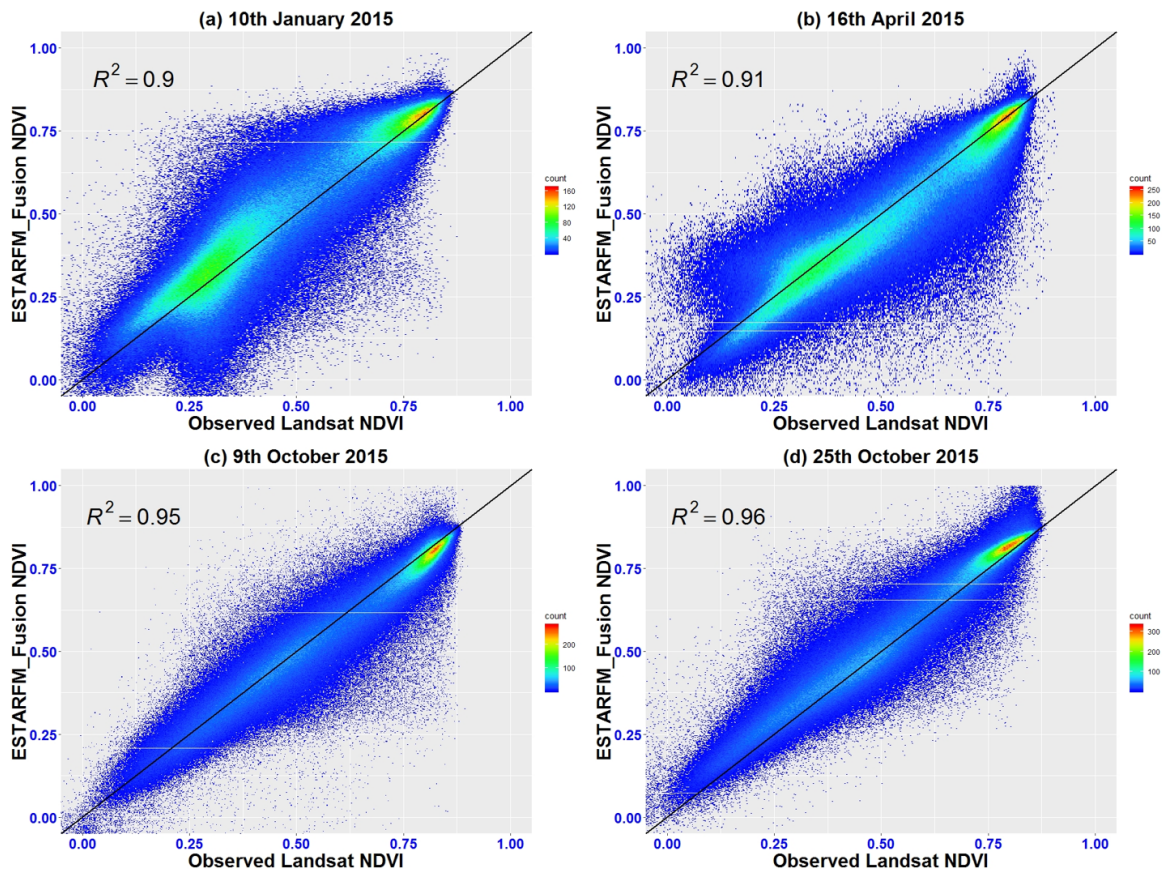 (a) 10th January 2015
ESTARFM_Fusion NDVI
1.00
0.75
0.50
0.25
0.00
R² = 0.9
count
160
120
80
40
0.00 0.25 0.50 0.75 1.00
Observed Landsat NDVI
(b) 16th April 2015
ESTARFM_Fusion NDVI
1.00
0.75
0.50
0.25
0.00
R² = 0.91
count
250
200
150
100
50
0.00 0.25 0.50 0.75 1.00
Observed Landsat NDVI
(c) 9th October 2015
ESTARFM_Fusion NDVI
1.00
0.75
0.50
0.25
0.00
R² = 0.95
count
200
100
0.00 0.25 0.50 0.75 1.00
Observed Landsat NDVI
(d) 25th October 2015
ESTARFM_Fusion NDVI
1.00
0.75
0.50
0.25
0.00
R² = 0.96
count
300
200
100
0.00 0.25 0.50 0.75 1.00
Observed Landsat NDVI